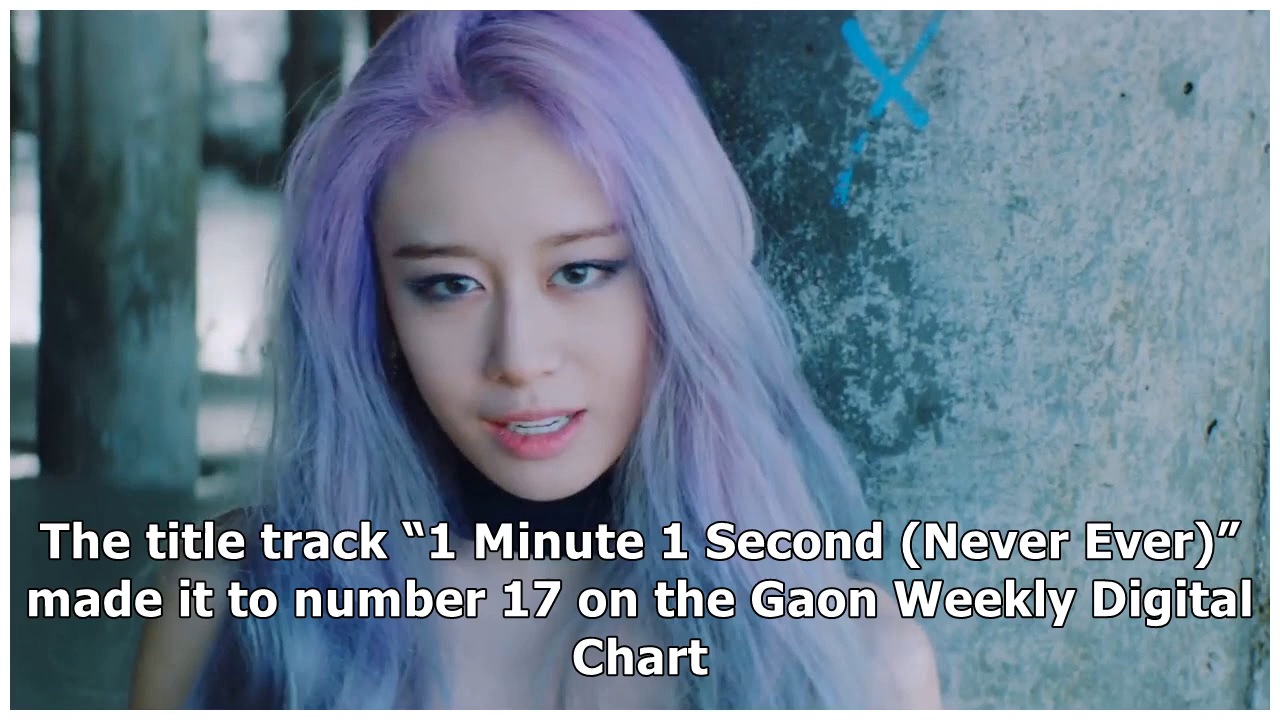 The title track “1 Minute 1 Second (Never Ever)”
made it to number 17 on the Gaon Weekly Digital
Chart